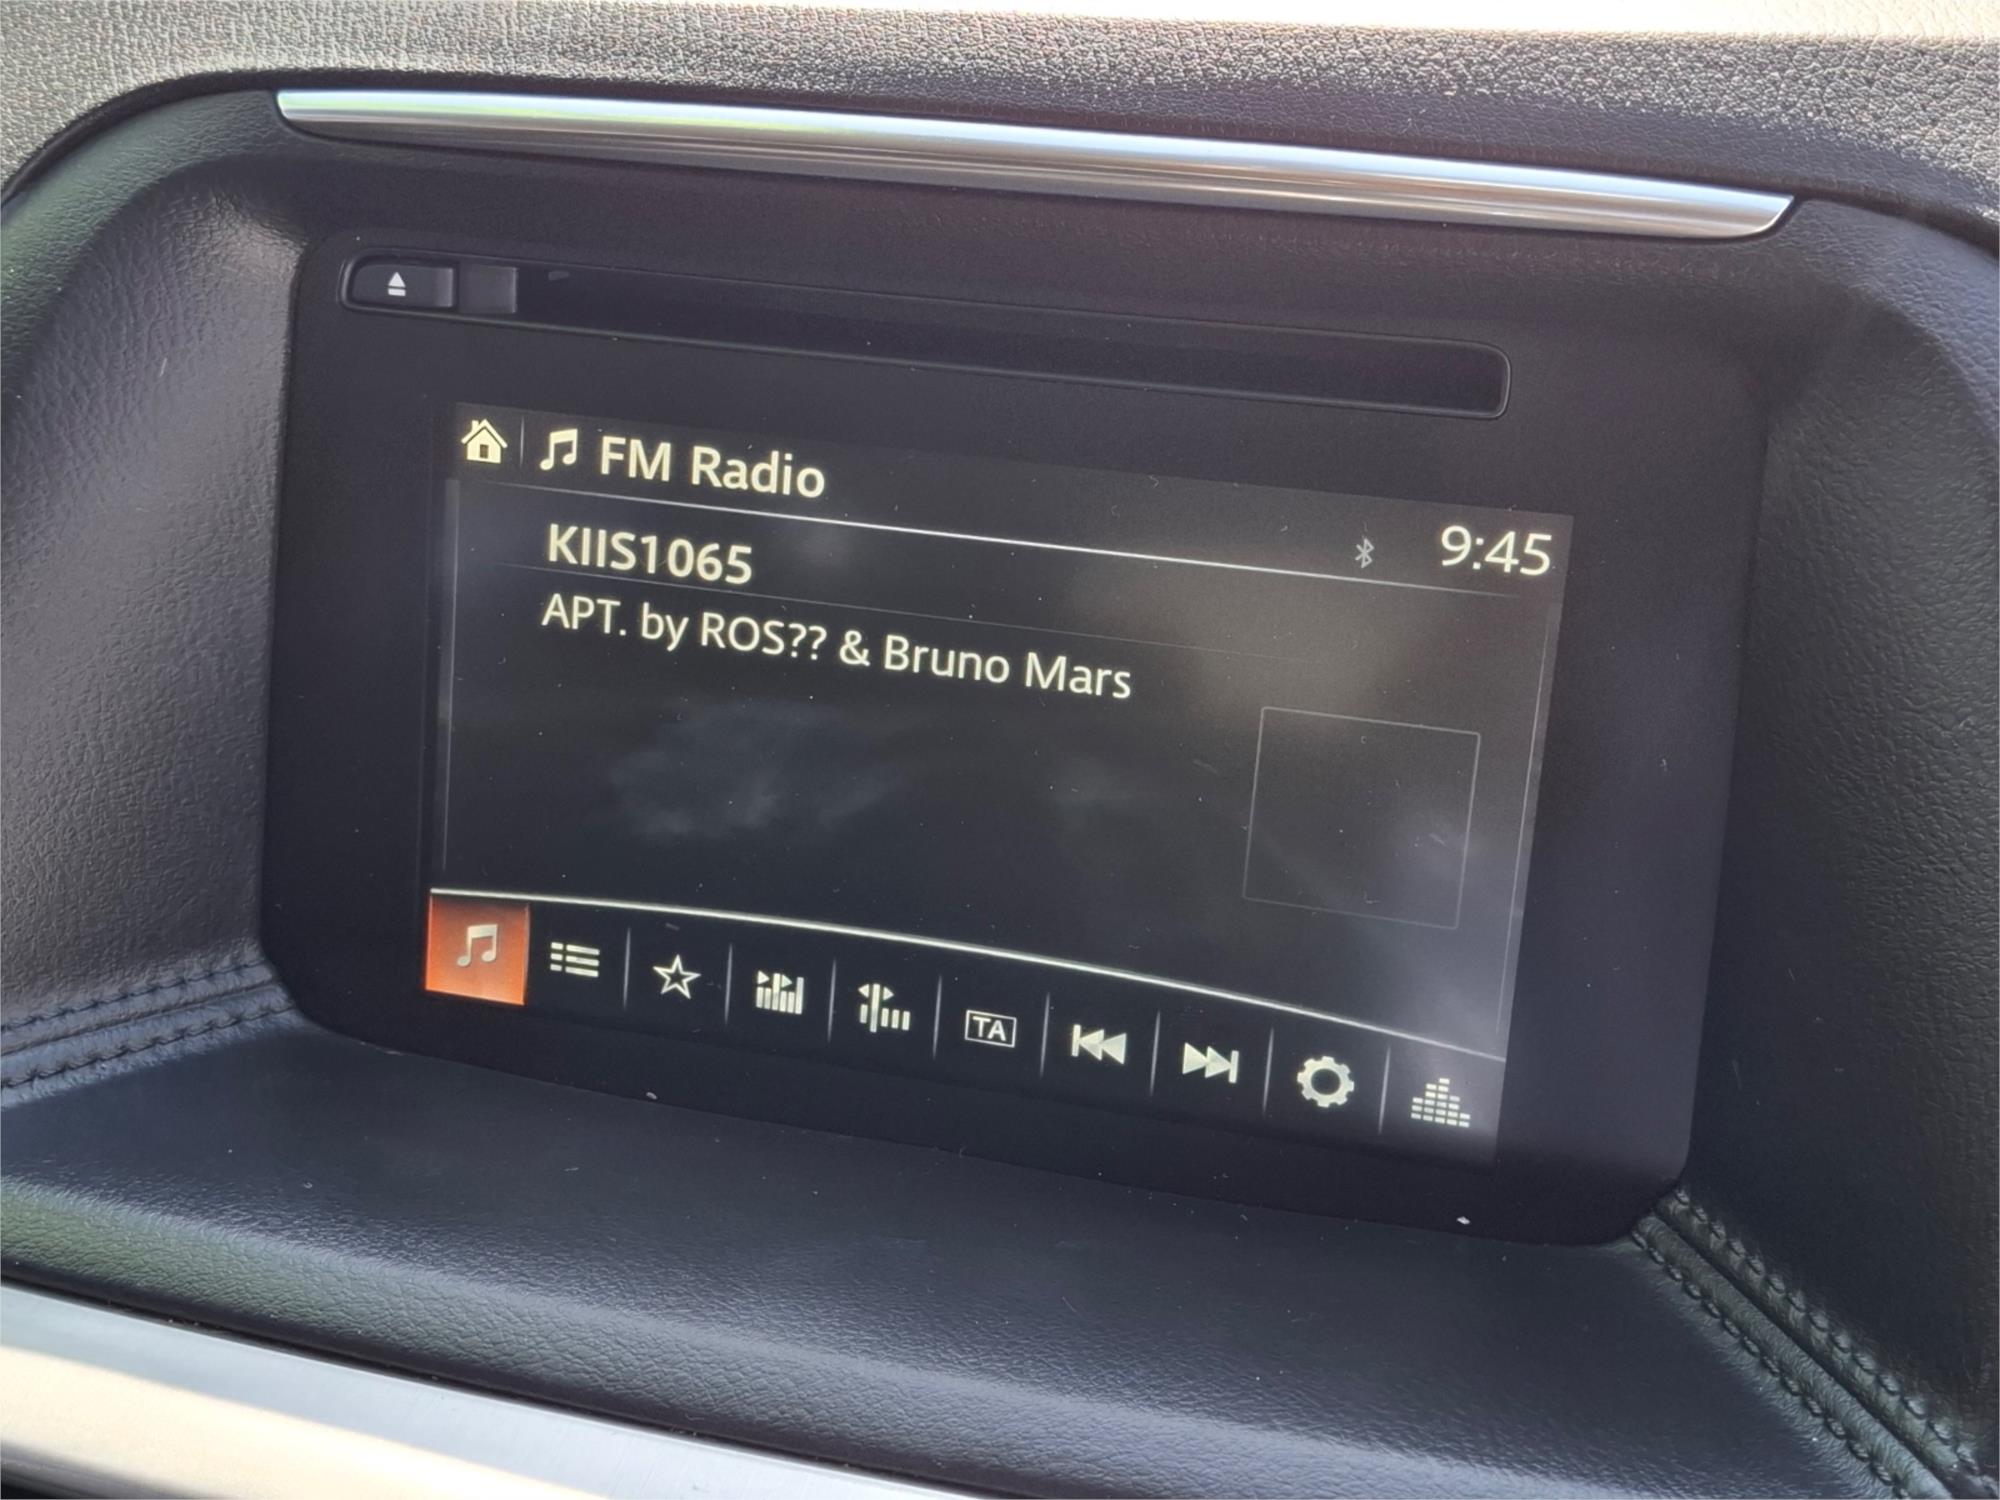 FM Radio
9:45
KIIS1065
APT. by ROS?? & Bruno Mars
TA